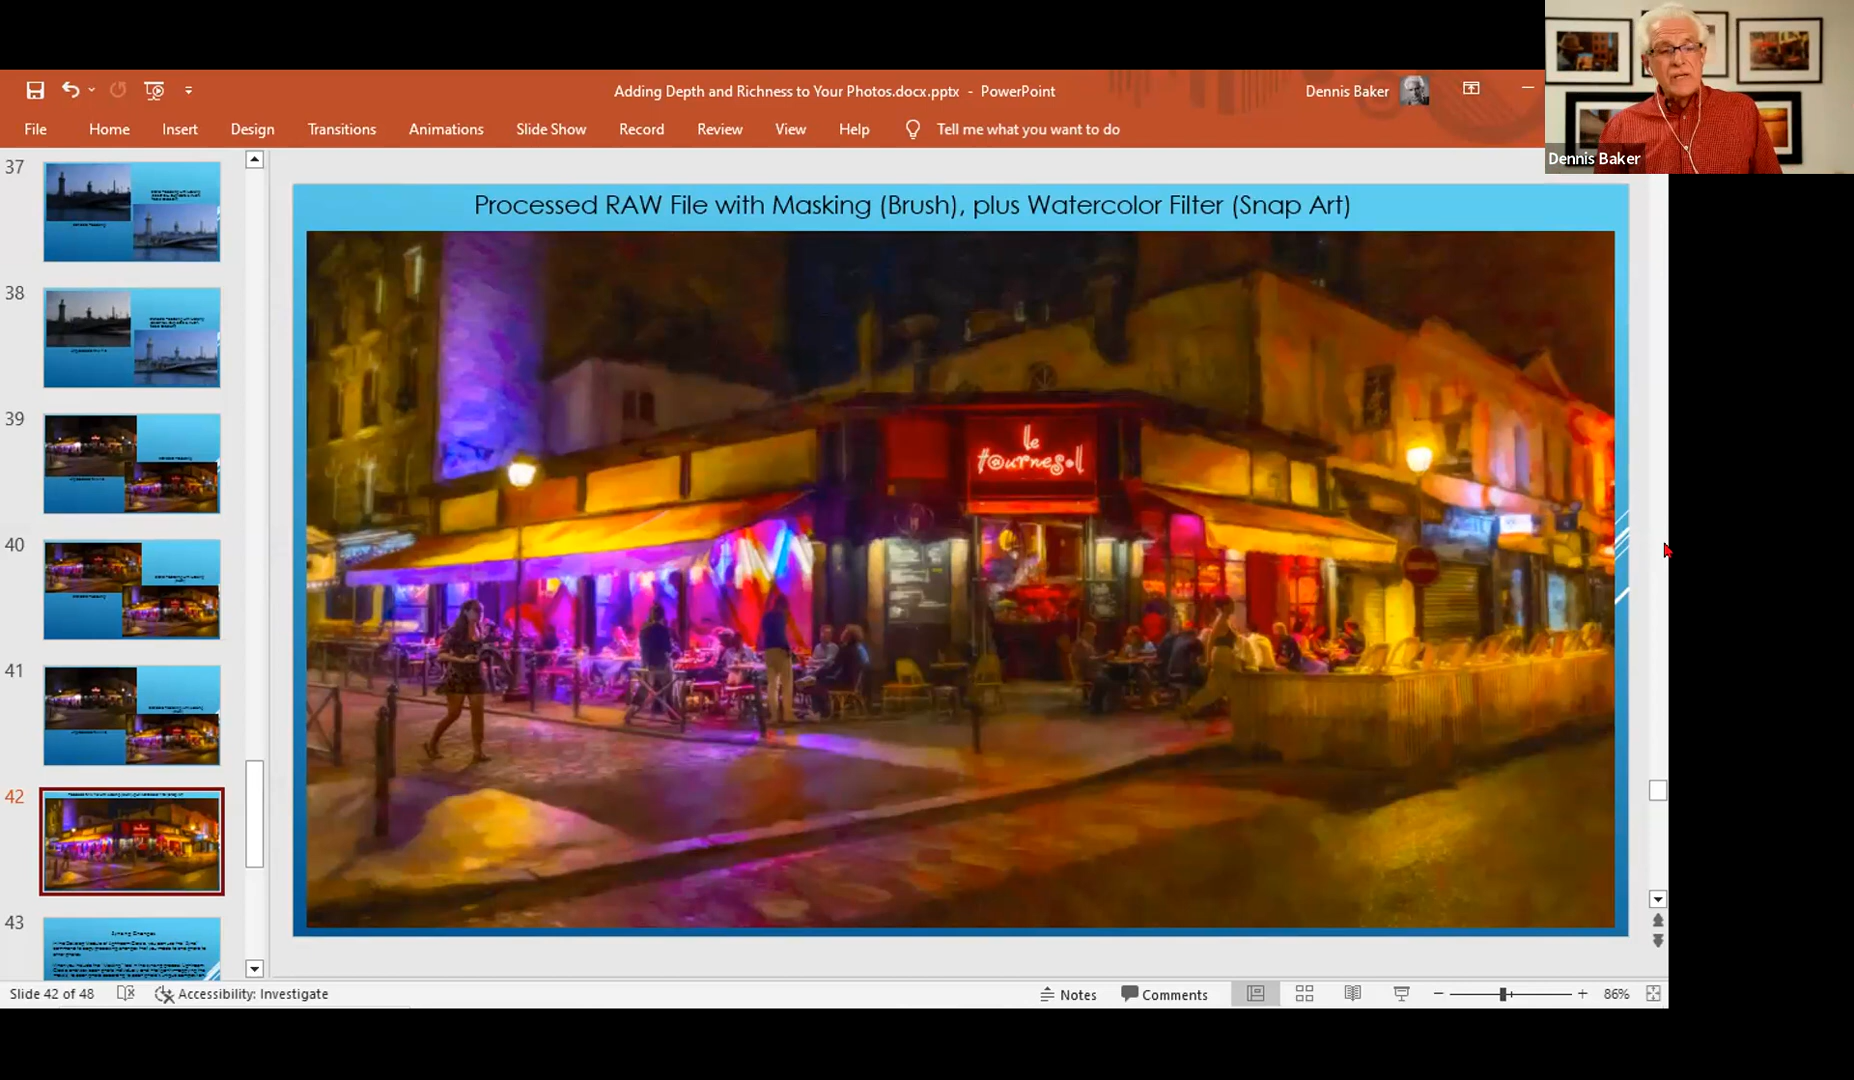 Adding Depth and Richness to Your Photos.docx.pptx - PowerPoint
Dennis Baker
File Home Insert Design Transitions Animations Slide Show Record Review View Help Tell me what you want to do
Dennis Baker
37
38
39
40
41
42
43
Syncing Changes
Processed RAW File with Masking (Brush), plus Watercolor Filter (Snap Art)
le
tournesol
Slide 42 of 48 Accessibility: Investigate Notes Comments 86%